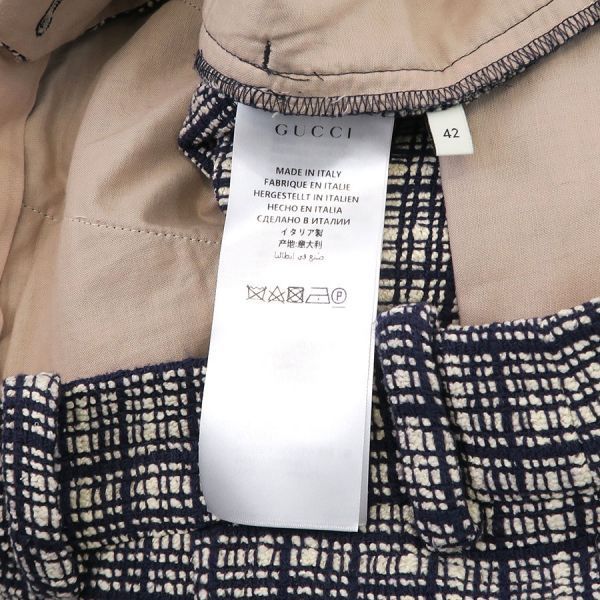 GUCCI
MADE IN ITALY
FABRIQUE EN ITALIE
HERGESTELLT IN ITALIEN
HECHO EN ITALIA
СДЕЛАНО В ИТАЛИИ
イタリア製
产地:意大利
صنع في إيطاليا
P
42